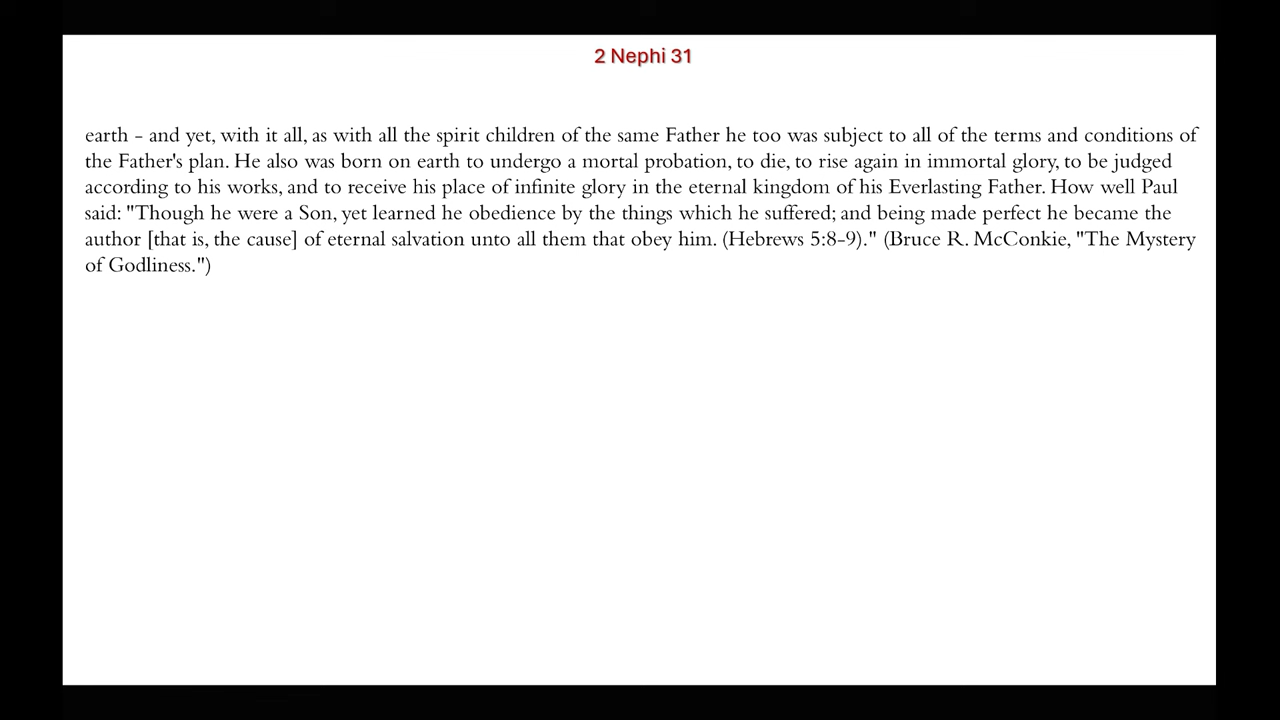 2 Nephi 31
earth - and yet, with it all, as with all the spirit children of the same Father he too was subject to all of the terms and conditions of
the Father's plan. He also was born on earth to undergo a mortal probation, to die, to rise again in immortal glory, to be judged
according to his works, and to receive his place of infinite glory in the eternal kingdom of his Everlasting Father. How well Paul
said: "Though he were a Son, yet learned he obedience by the things which he suffered; and being made perfect he became the
author [that is, the cause] of eternal salvation unto all them that obey him. (Hebrews 5:8-9)." (Bruce R. McConkie, "The Mystery
of Godliness.")